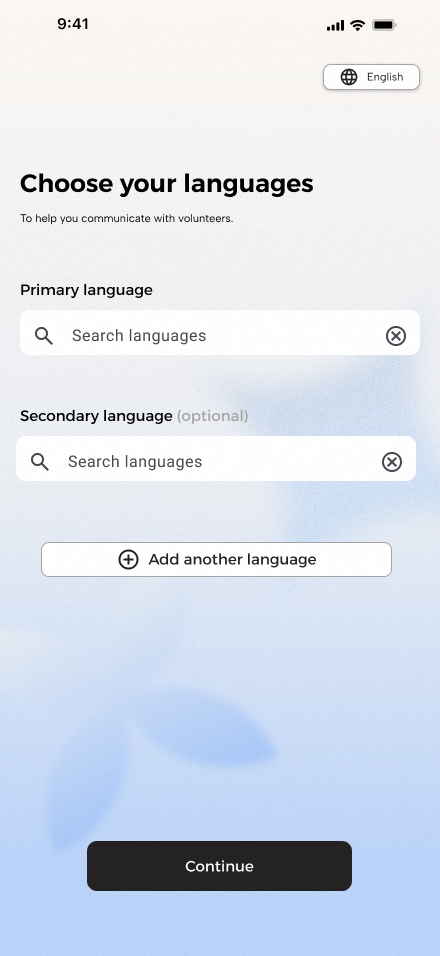 9:41
English
Choose your languages
To help you communicate with volunteers.
Primary language
Search languages
Secondary language (optional)
Search languages
Add another language
Continue